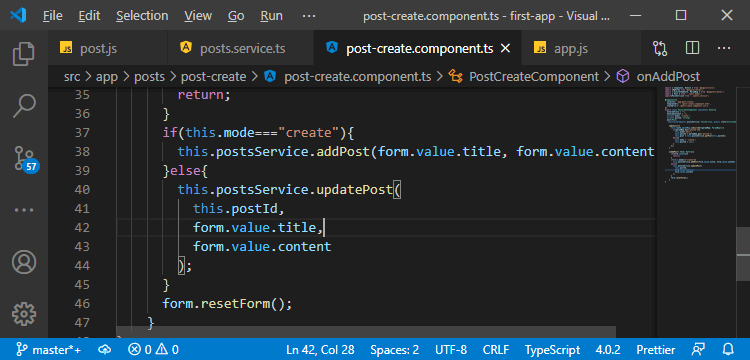 File Edit Selection View Go Run ··· post-create.component.ts - first-app - Visual ...
JS post.js posts.service.ts post-create.component.ts JS app.js
src > app > posts > post-create > post-create.component.ts > PostCreateComponent > onAddPost
35 return;
36 }
37 if(this.mode==="create"){
38 this.postsService.addPost(form.value.title, form.value.content
39 }else{
40 this.postsService.updatePost(
41 this.postId,
42 form.value.title,
43 form.value.content
44 );
45 }
46 form.resetForm();
47 }
57
master*+ 0 0 Ln 42, Col 28 Spaces: 2 UTF-8 CRLF TypeScript 4.0.2 Prettier